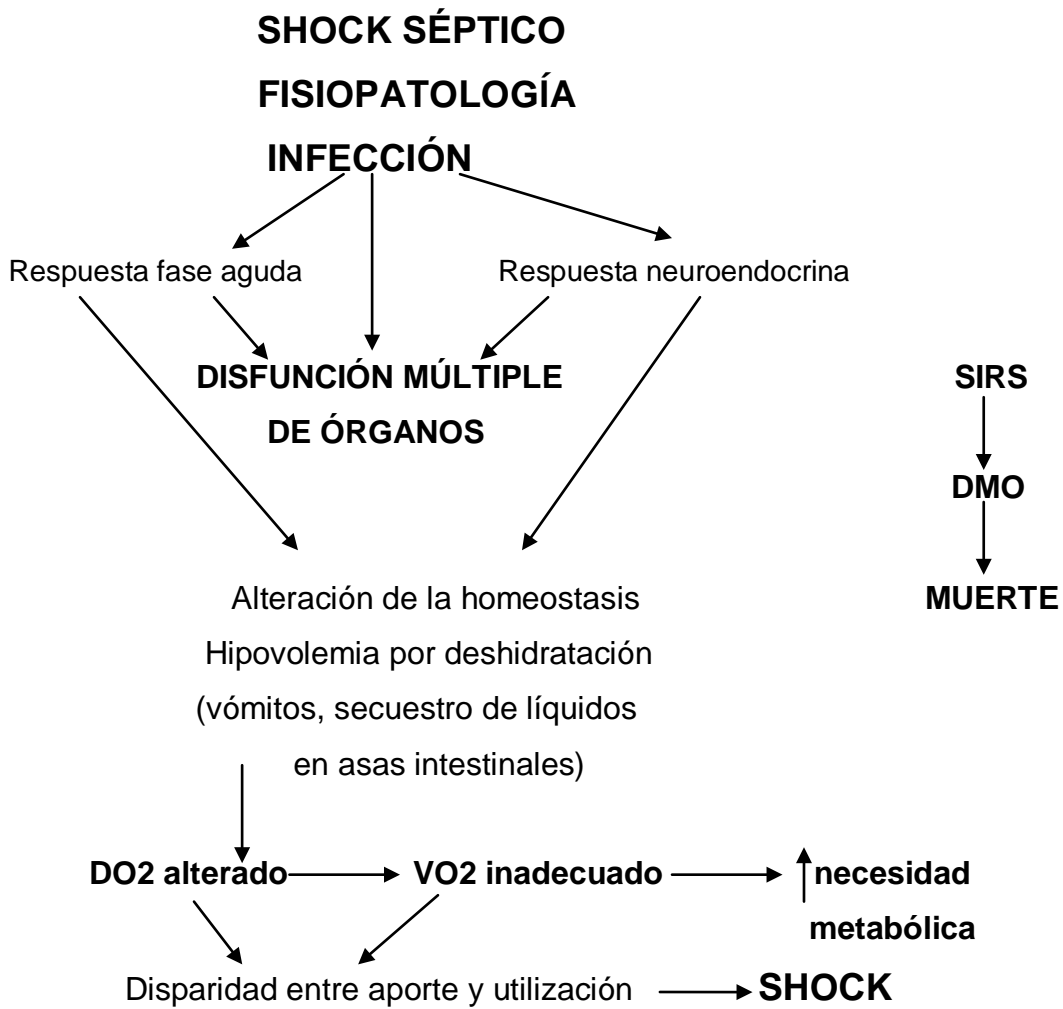 SHOCK SÉPTICO
FISIOPATOLOGÍA
INFECCIÓN
Respuesta fase aguda
Respuesta neuroendocrina
DISFUNCIÓN MÚLTIPLE
DE ÓRGANOS
SIRS
DMO
MUERTE
Alteración de la homeostasis
Hipovolemia por deshidratación
(vómitos, secuestro de líquidos
en asas intestinales)
DO2 alterado
VO2 inadecuado
necesidad
metabólica
Disparidad entre aporte y utilización
SHOCK